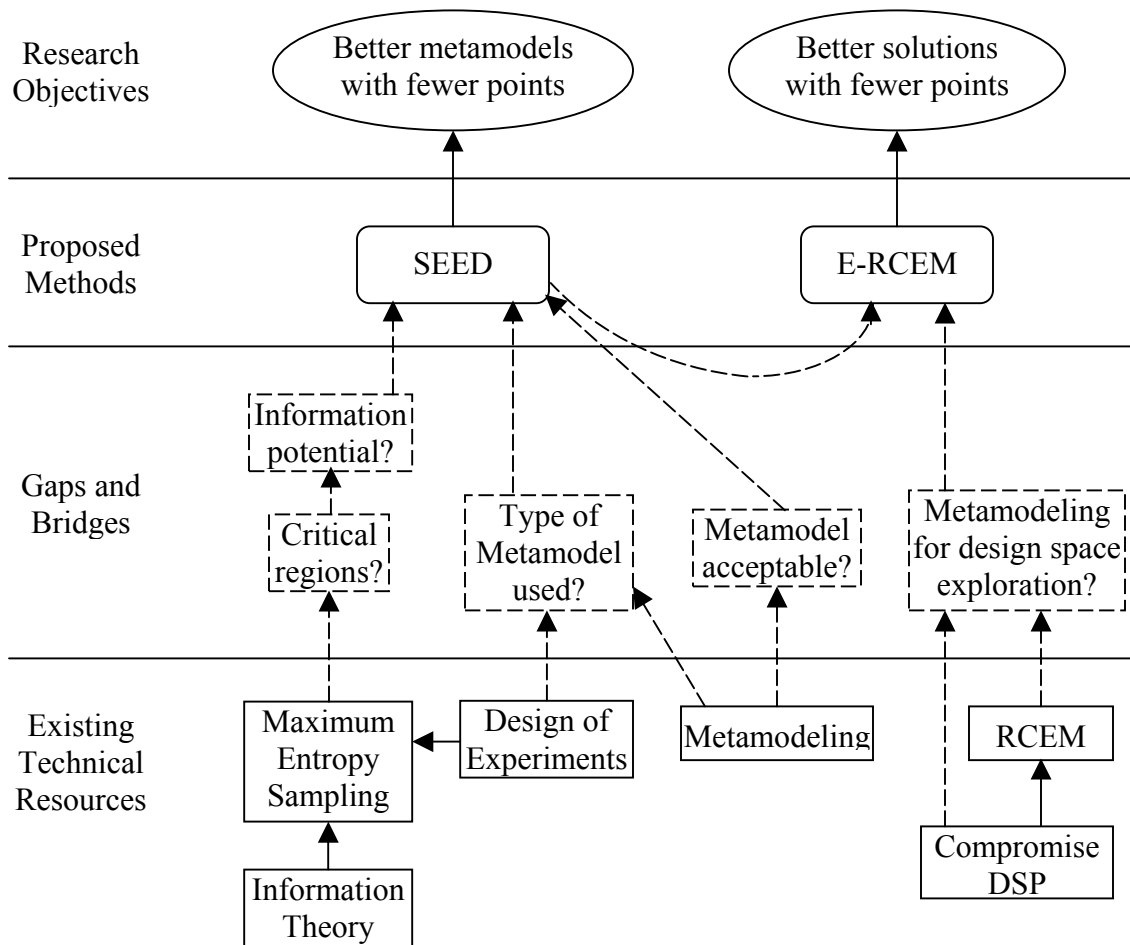 Research
Objectives
Better metamodels
with fewer points
Better solutions
with fewer points
Proposed
Methods
SEED
E-RCEM
Gaps and
Bridges
Information
potential?
Critical
regions?
Type of
Metamodel
used?
Metamodel
acceptable?
Metamodeling
for design space
exploration?
Existing
Technical
Resources
Maximum
Entropy
Sampling
Design of
Experiments
Metamodeling
RCEM
Information
Theory
Compromise
DSP